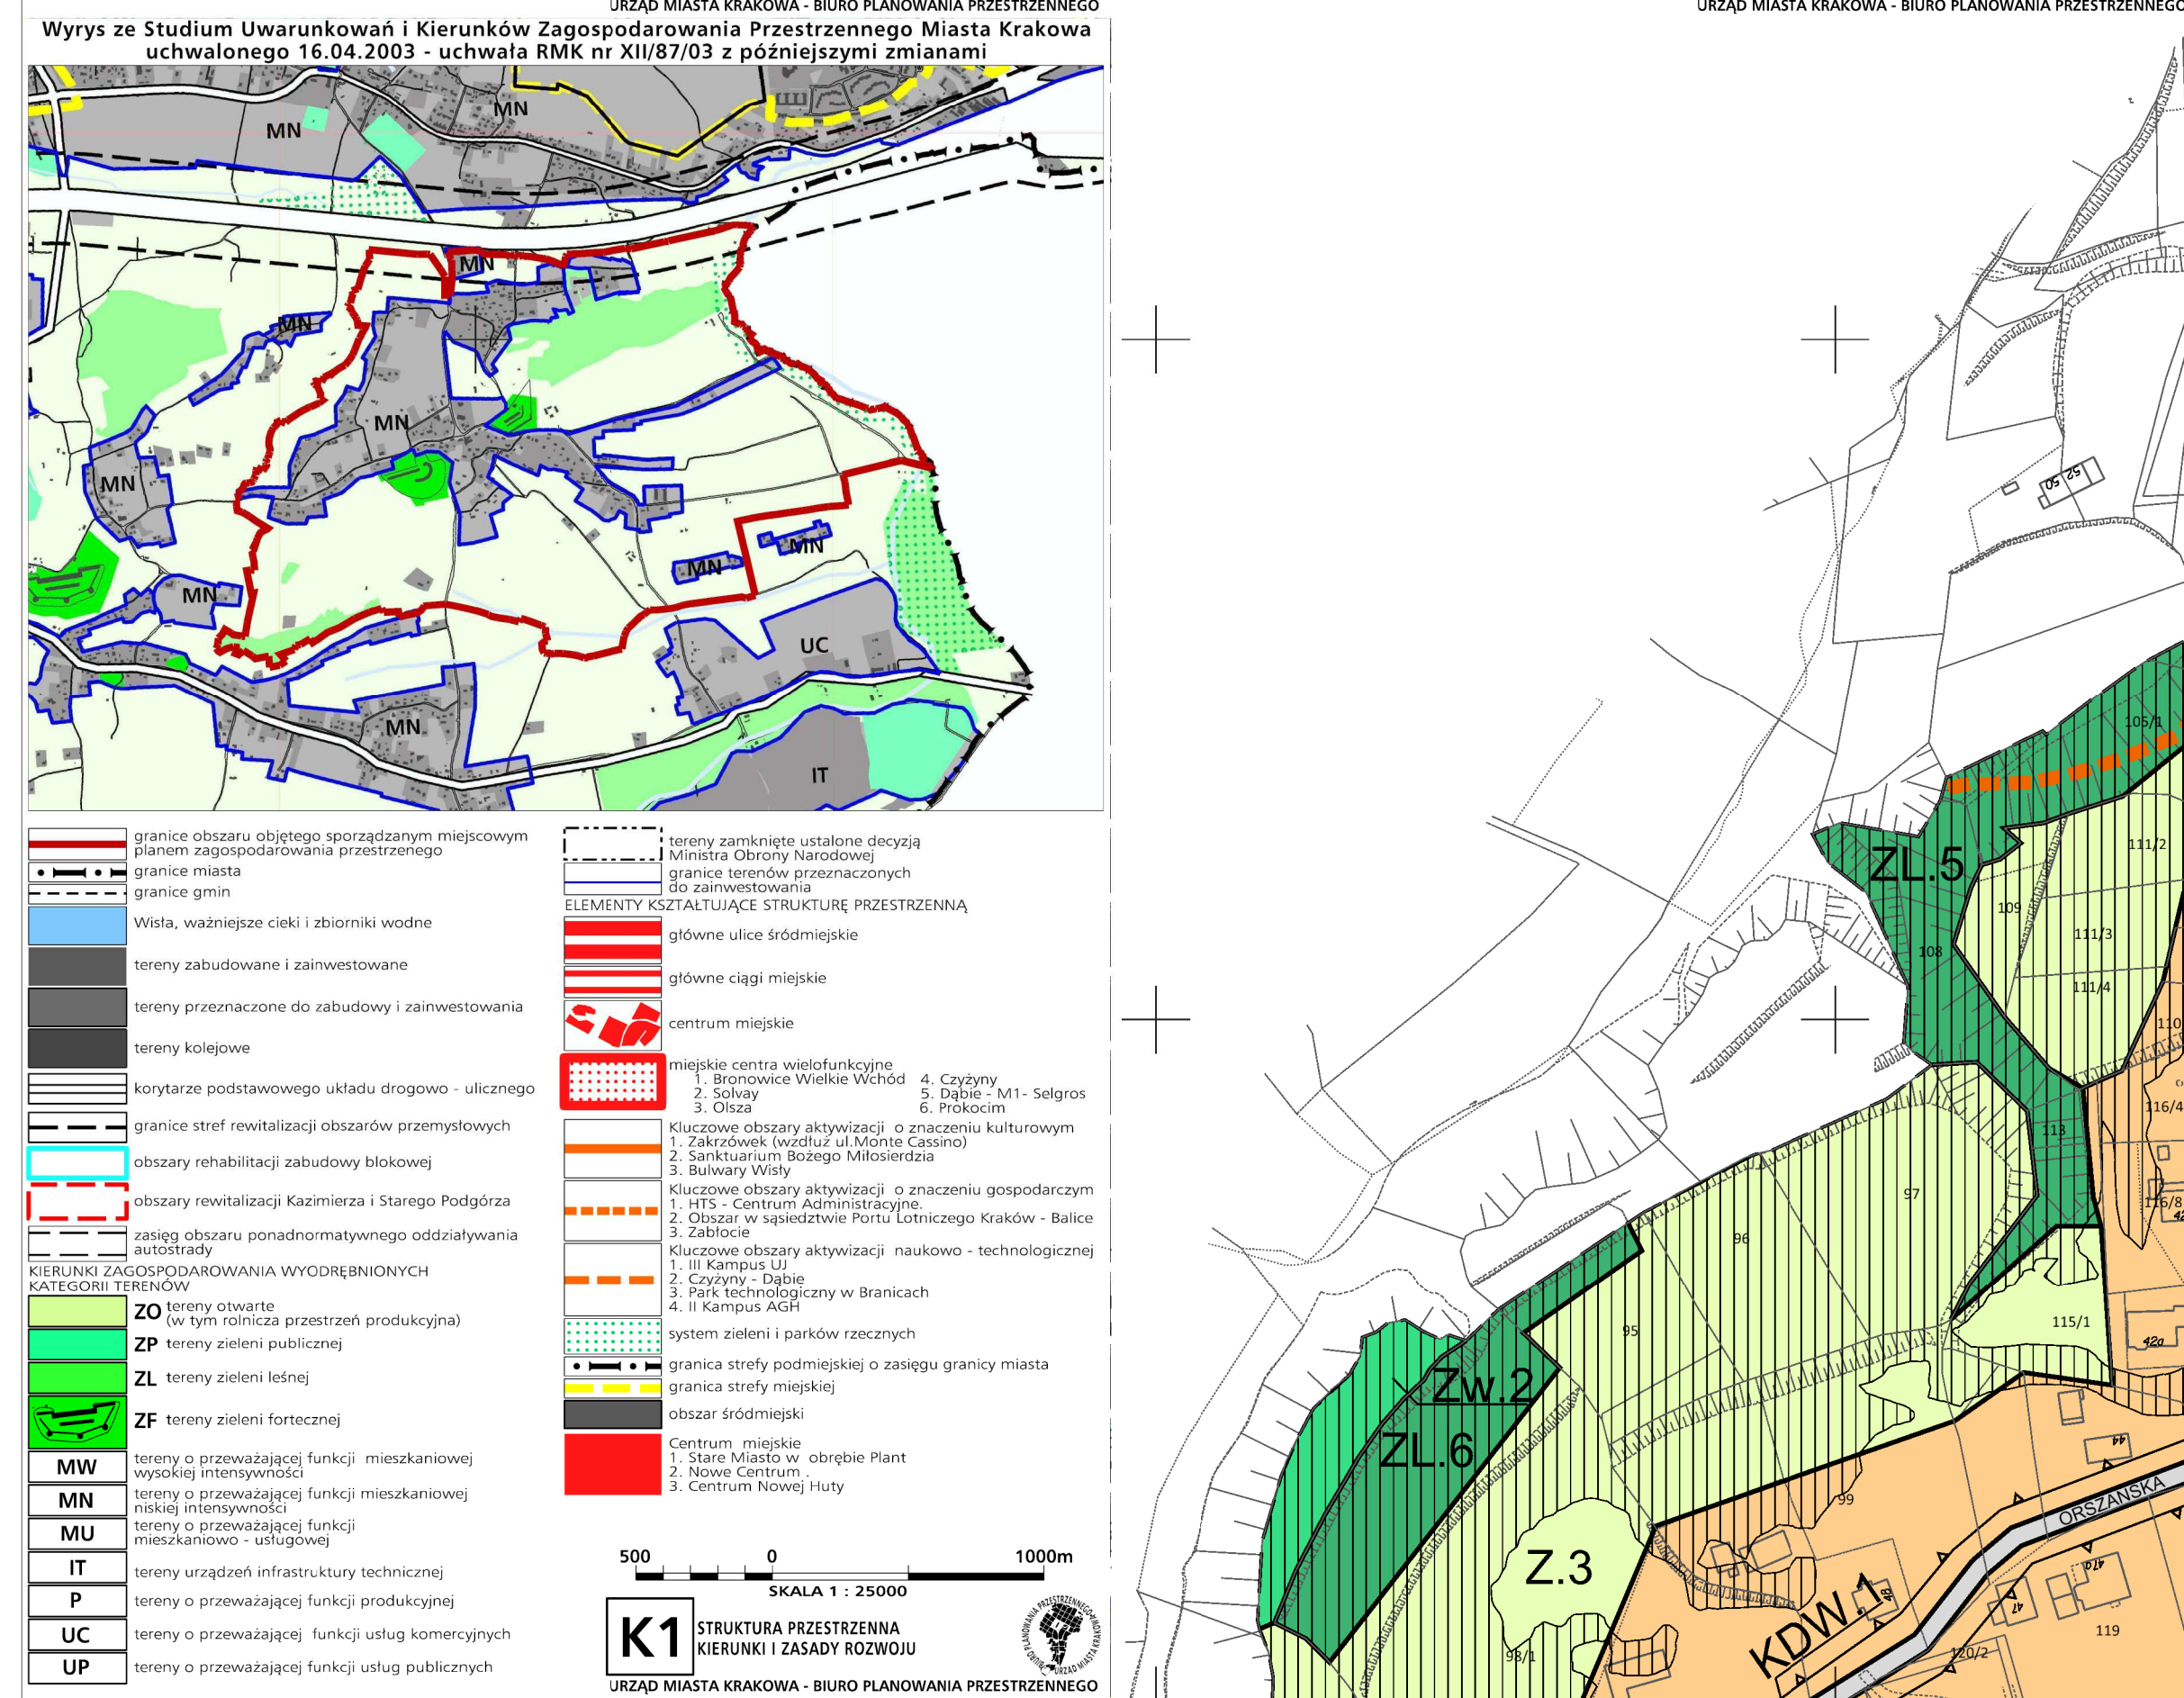 URZĄD MIASTA KRAKOWA - BIURO PLANOWANIA PRZESTRZENNEGO
Wyrys ze Studium Uwarunkowań i Kierunków Zagospodarowania Przestrzennego Miasta Krakowa
uchwalonego 16.04.2003 - uchwała RMK nr XII/87/03 z późniejszymi zmianami
MN
MN
MN
MN
MN
MN
MN
MN
MN
UC
MN
IT
granice obszaru objętego sporządzanym miejscowym
planem zagospodarowania przestrzenego
granice miasta
granice gmin
Wisła, ważniejsze cieki i zbiorniki wodne
tereny zabudowane i zainwestowane
tereny przeznaczone do zabudowy i zainwestowania
tereny kolejowe
korytarze podstawowego układu drogowo - ulicznego
granice stref rewitalizacji obszarów przemysłowych
obszary rehabilitacji zabudowy blokowej
obszary rewitalizacji Kazimierza i Starego Podgórza
zasięg obszaru ponadnormatywnego oddziaływania
autostrady
KIERUNKI ZAGOSPODAROWANIA WYODRĘBNIONYCH
KATEGORII TERENÓW
ZO tereny otwarte
(w tym rolnicza przestrzeń produkcyjna)
ZP tereny zieleni publicznej
ZL tereny zieleni leśnej
ZF tereny zieleni fortecznej
MW tereny o przeważającej funkcji mieszkaniowej
wysokiej intensywności
MN tereny o przeważającej funkcji mieszkaniowej
niskiej intensywności
MU tereny o przeważającej funkcji
mieszkaniowo - usługowej
IT tereny urządzeń infrastruktury technicznej
P tereny o przeważającej funkcji produkcyjnej
UC tereny o przeważającej funkcji usług komercyjnych
UP tereny o przeważającej funkcji usług publicznych
tereny zamknięte ustalone decyzją
Ministra Obrony Narodowej
granice terenów przeznaczonych
do zainwestowania
ELEMENTY KSZTAŁTUJĄCE STRUKTURĘ PRZESTRZENNĄ
główne ulice śródmiejskie
główne ciągi miejskie
centrum miejskie
miejskie centra wielofunkcyjne
1. Bronowice Wielkie Wchód 4. Czyżyny
2. Solvay 5. Dąbie - M1- Selgros
3. Olsza 6. Prokocim
Kluczowe obszary aktywizacji o znaczeniu kulturowym
1. Zakrzówek (wzdłuż ul.Monte Cassino)
2. Sanktuarium Bożego Miłosierdzia
3. Bulwary Wisły
Kluczowe obszary aktywizacji o znaczeniu gospodarczym
1. HTS - Centrum Administracyjne.
2. Obszar w sąsiedztwie Portu Lotniczego Kraków - Balice
3. Zabłocie
Kluczowe obszary aktywizacji naukowo - technologicznej
1. III Kampus UJ
2. Czyżyny - Dąbie
3. Park technologiczny w Branicach
4. II Kampus AGH
system zieleni i parków rzecznych
granica strefy podmiejskiej o zasięgu granicy miasta
granica strefy miejskiej
obszar śródmiejski
Centrum miejskie
1. Stare Miasto w obrębie Plant
2. Nowe Centrum .
3. Centrum Nowej Huty
500 0 1000m
SKALA 1 : 25000
K1 STRUKTURA PRZESTRZENNA
KIERUNKI I ZASADY ROZWOJU
URZĄD MIASTA KRAKOWA - BIURO PLANOWANIA PRZESTRZENNEGO
URZĄD MIASTA KRAKOWA - BIURO PLANOWANIA PRZESTRZENNEGO
50 52
105/1
111/2
ZL.5
109
108
111/3
111/4
110
116/4
113
116/8
97
96
95
115/1
42a
Zw.2
ZL.6
44
99
ORSZAŃSKA
Z.3
KDW.1
48
47a
47
119
120/2
98/1